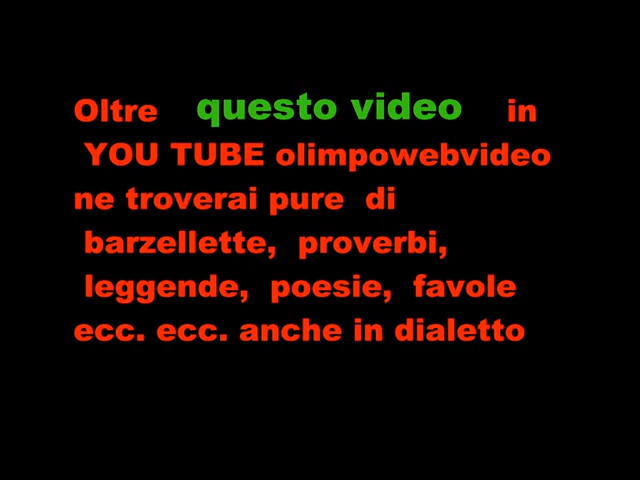 Oltre questo video in
YOU TUBE olimpowebvideo
ne troverai pure di
barzellette, proverbi,
leggende, poesie, favole
ecc. ecc. anche in dialetto